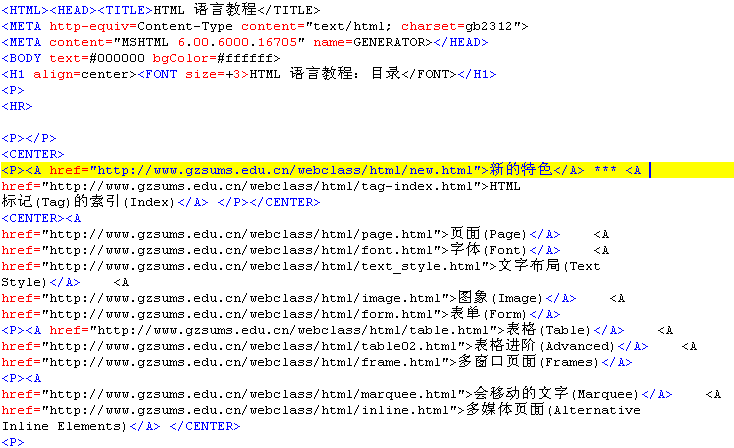 <HTML><HEAD><TITLE>HTML 语言教程</TITLE>
<META http-equiv=Content-Type content="text/html; charset=gb2312">
<META content="MSHTML 6.00.6000.16705" name=GENERATOR></HEAD>
<BODY text=#000000 bgColor=#ffffff>
<H1 align=center><FONT size=+3>HTML 语言教程: 目录</FONT></H1>
<P>
<HR>

<P></P>
<CENTER>
<P><A href="http://www.gzsums.edu.cn/webclass/html/new.html">新的特色</A> *** <A
href="http://www.gzsums.edu.cn/webclass/html/tag-index.html">HTML
标记(Tag)的索引(Index)</A> </P></CENTER>
<CENTER><A
href="http://www.gzsums.edu.cn/webclass/html/page.html">页面(Page)</A>    <A
href="http://www.gzsums.edu.cn/webclass/html/font.html">字体(Font)</A>    <A
href="http://www.gzsums.edu.cn/webclass/html/text_style.html">文字布局(Text
Style)</A>    <A
href="http://www.gzsums.edu.cn/webclass/html/image.html">图象(Image)</A>    <A
href="http://www.gzsums.edu.cn/webclass/html/form.html">表单(Form)</A>
<P><A href="http://www.gzsums.edu.cn/webclass/html/table.html">表格(Table)</A>    <A
href="http://www.gzsums.edu.cn/webclass/html/table02.html">表格进阶(Advanced)</A>    <A
href="http://www.gzsums.edu.cn/webclass/html/frame.html">多窗口页面(Frames)</A>
<P><A
href="http://www.gzsums.edu.cn/webclass/html/marquee.html">会移动的文字(Marquee)</A>    <A
href="http://www.gzsums.edu.cn/webclass/html/inline.html">多媒体页面(Alternative
Inline Elements)</A> </CENTER>
<P>